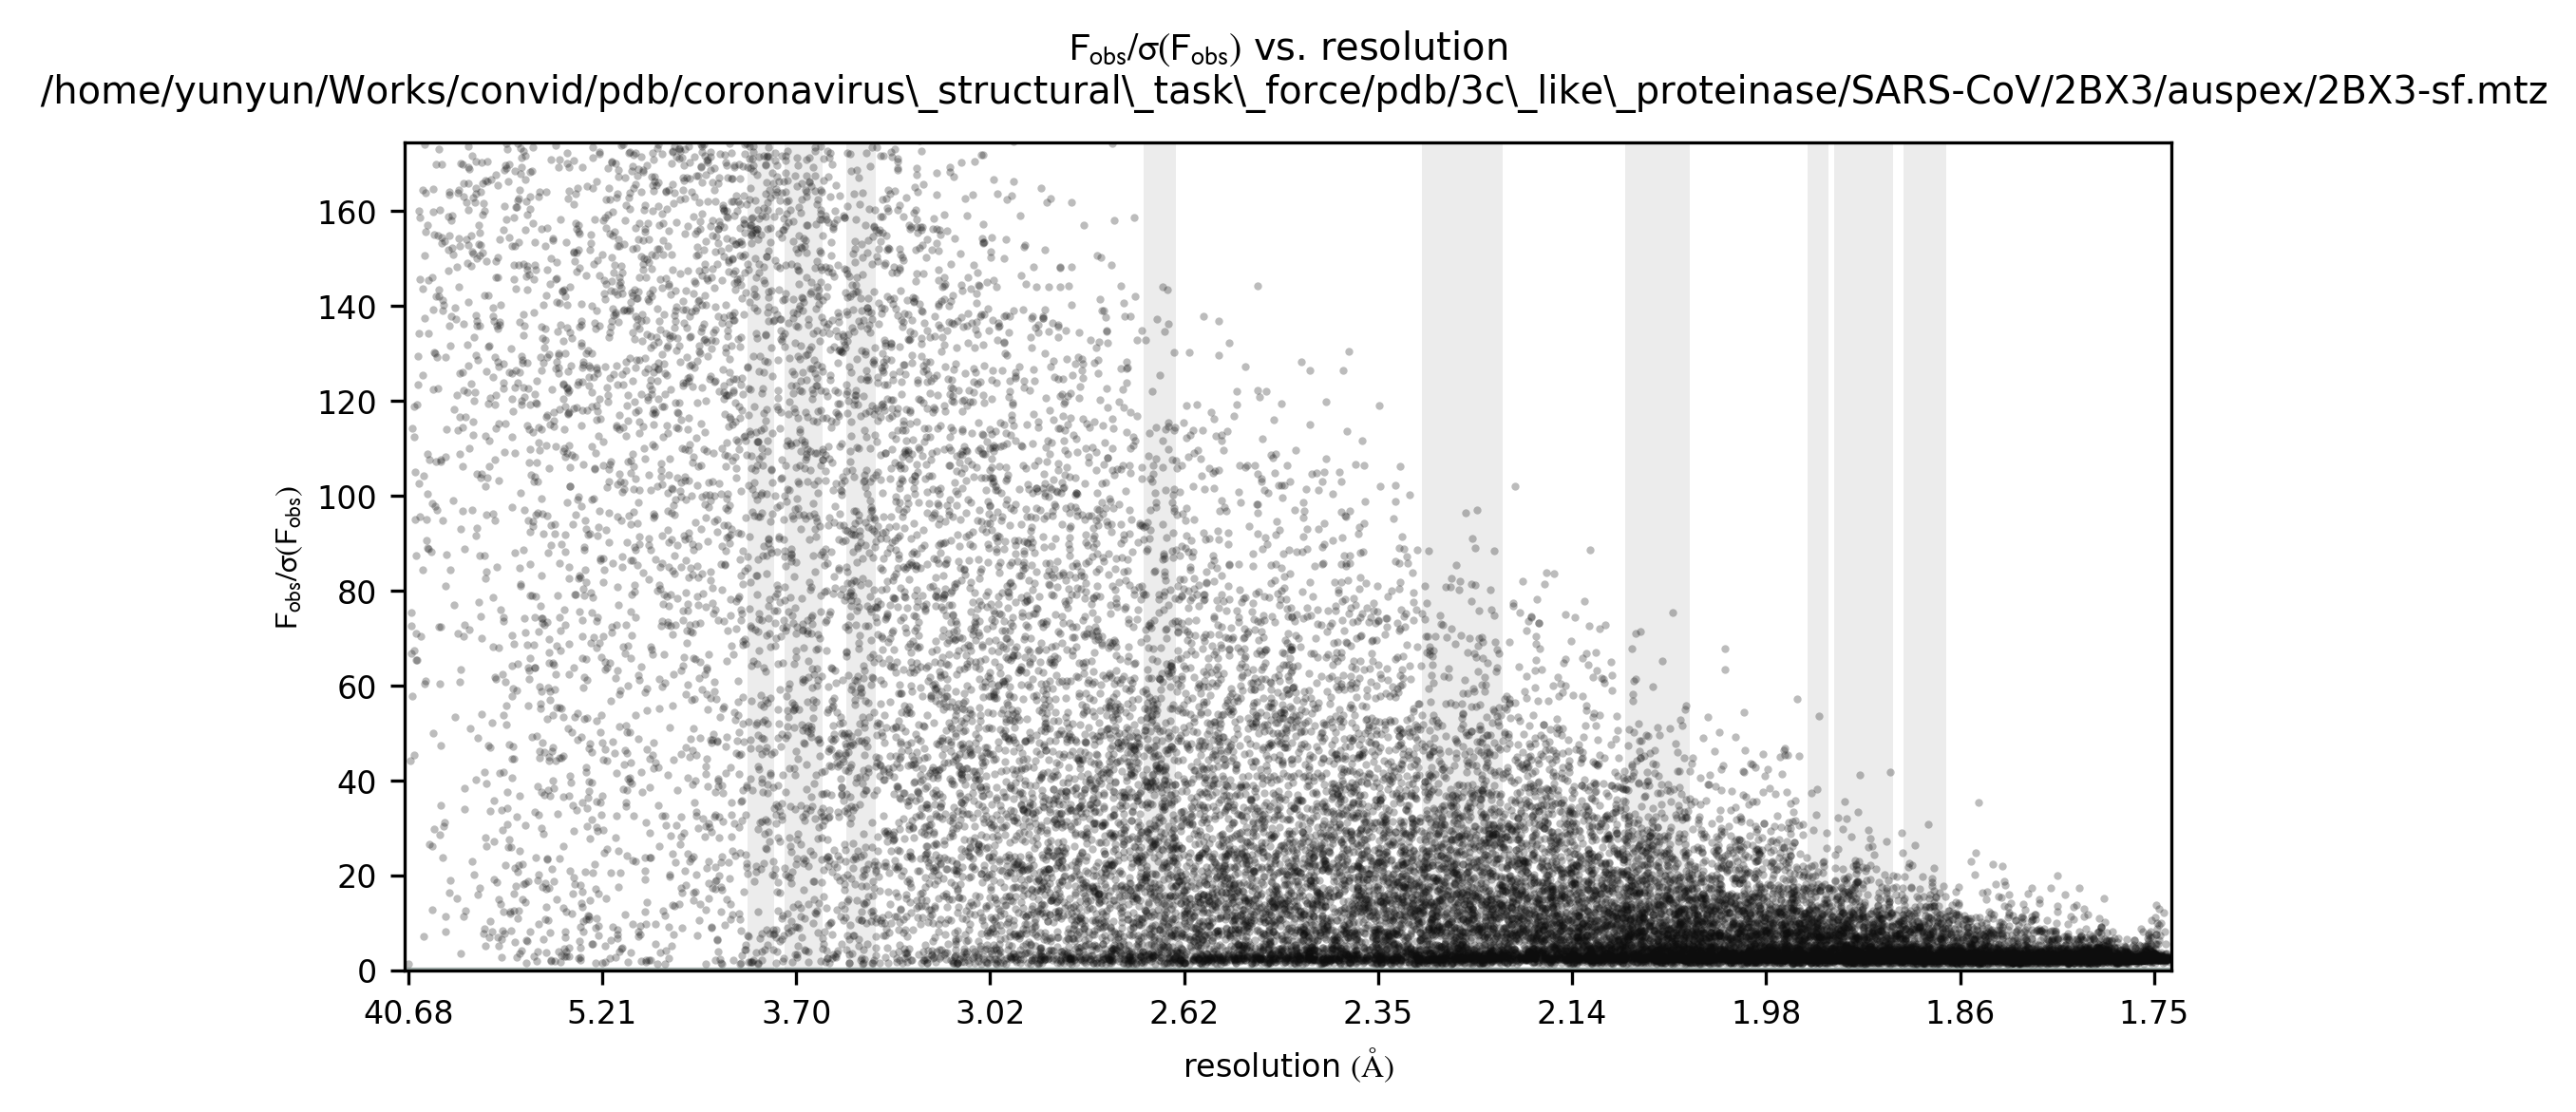 Fobs/σ(Fobs) vs. resolution
/home/yunyun/Works/convid/pdb/coronavirus\_structural\_task\_force/pdb/3c\_like\_proteinase/SARS-CoV/2BX3/auspex/2BX3-sf.mtz
Fobs/σ(Fobs)
160
140
120
100
80
60
40
20
0
40.68 5.21 3.70 3.02 2.62 2.35 2.14 1.98 1.86 1.75
resolution (Å)